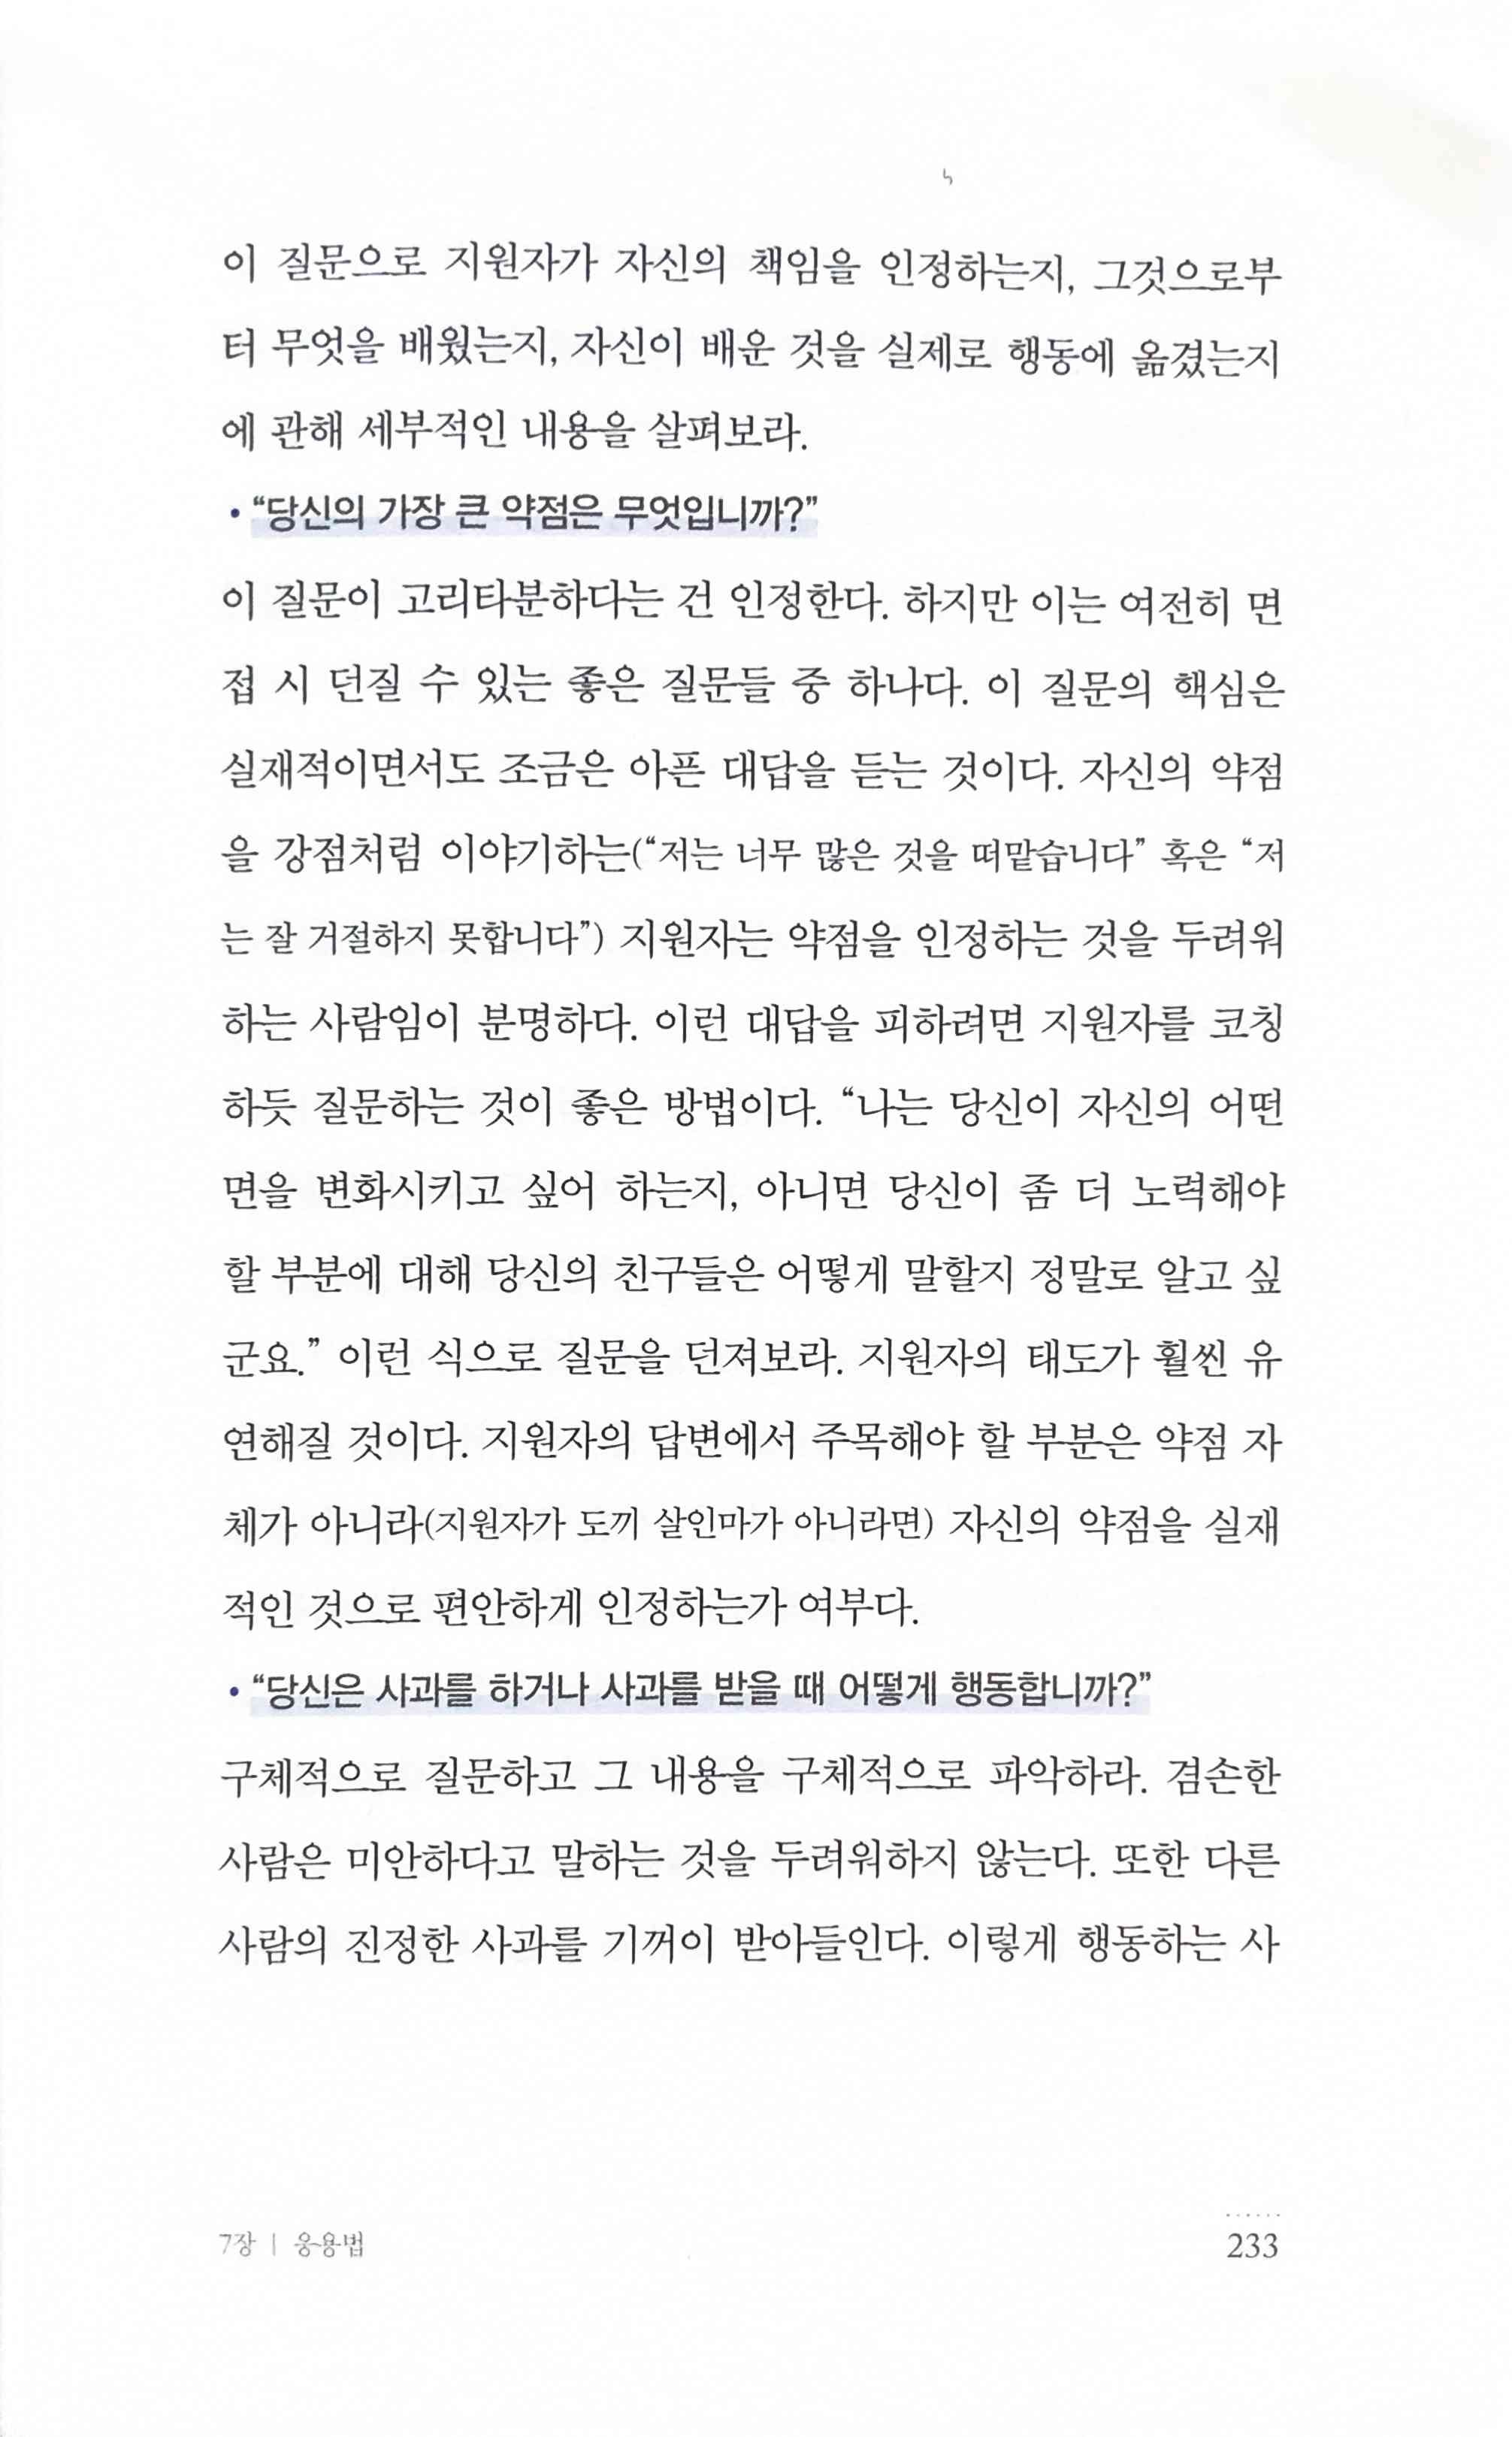 이 질문으로 지원자가 자신의 책임을 인정하는지, 그것으로부
터 무엇을 배웠는지, 자신이 배운 것을 실제로 행동에 옮겼는지
에 관해 세부적인 내용을 살펴보라.
• “당신의 가장 큰 약점은 무엇입니까?”
이 질문이 고리타분하다는 건 인정한다. 하지만 이는 여전히 면
접 시 던질 수 있는 좋은 질문들 중 하나다. 이 질문의 핵심은
실재적이면서도 조금은 아픈 대답을 듣는 것이다. 자신의 약점
을 강점처럼 이야기하는(“저는 너무 많은 것을 떠맡습니다” 혹은 “저
는 잘 거절하지 못합니다”) 지원자는 약점을 인정하는 것을 두려워
하는 사람임이 분명하다. 이런 대답을 피하려면 지원자를 코칭
하듯 질문하는 것이 좋은 방법이다. “나는 당신이 자신의 어떤
면을 변화시키고 싶어 하는지, 아니면 당신이 좀 더 노력해야
할 부분에 대해 당신의 친구들은 어떻게 말할지 정말로 알고 싶
군요.” 이런 식으로 질문을 던져보라. 지원자의 태도가 훨씬 유
연해질 것이다. 지원자의 답변에서 주목해야 할 부분은 약점 자
체가 아니라(지원자가 도끼 살인마가 아니라면) 자신의 약점을 실재
적인 것으로 편안하게 인정하는가 여부다.
• “당신은 사과를 하거나 사과를 받을 때 어떻게 행동합니까?”
구체적으로 질문하고 그 내용을 구체적으로 파악하라. 겸손한
사람은 미안하다고 말하는 것을 두려워하지 않는다. 또한 다른
사람의 진정한 사과를 기꺼이 받아들인다. 이렇게 행동하는 사
7장 | 응용법
233